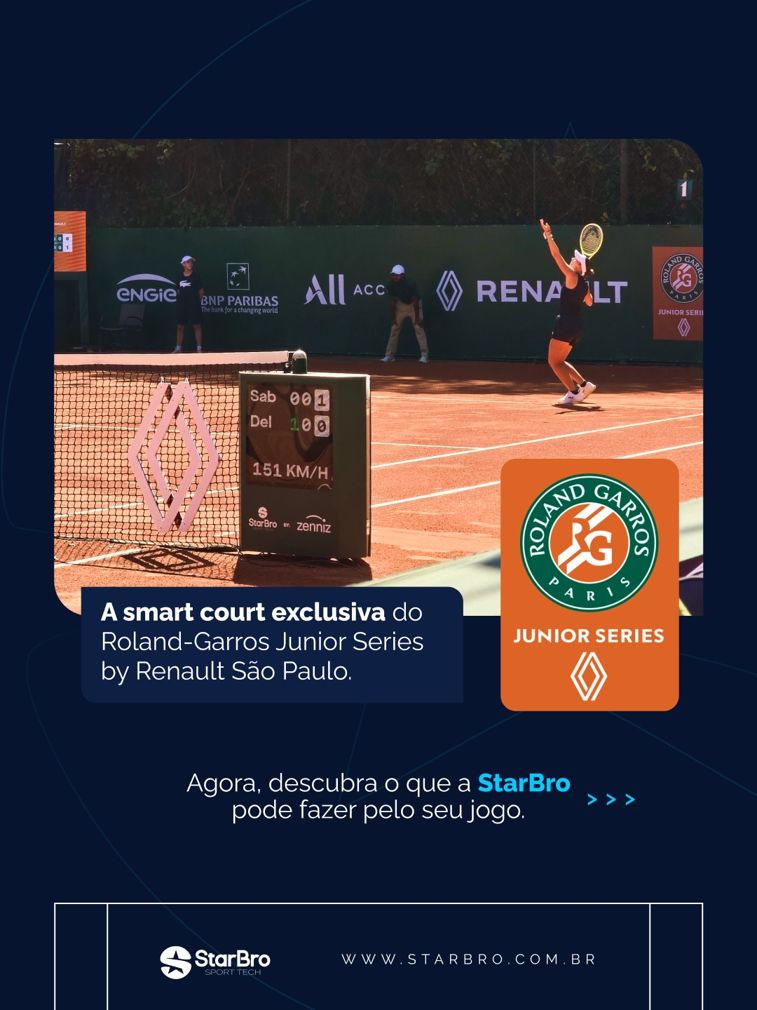 1
ENGIE
BNP PARIBAS
The bank for a changing world
All ACC
RENAULT
ROLAND GARROS
PARIS
JUNIOR SERIE
Sab 0 0 1
Del 1 0 0
151 KM/H
StarBro BY: zenniz
ROLAND GARROS
RG
PARIS
JUNIOR SERIES
A smart court exclusiva do
Roland-Garros Junior Series
by Renault São Paulo.
Agora, descubra o que a StarBro
pode fazer pelo seu jogo.
> > >
StarBro
SPORT TECH
WWW.STARBRO.COM.BR